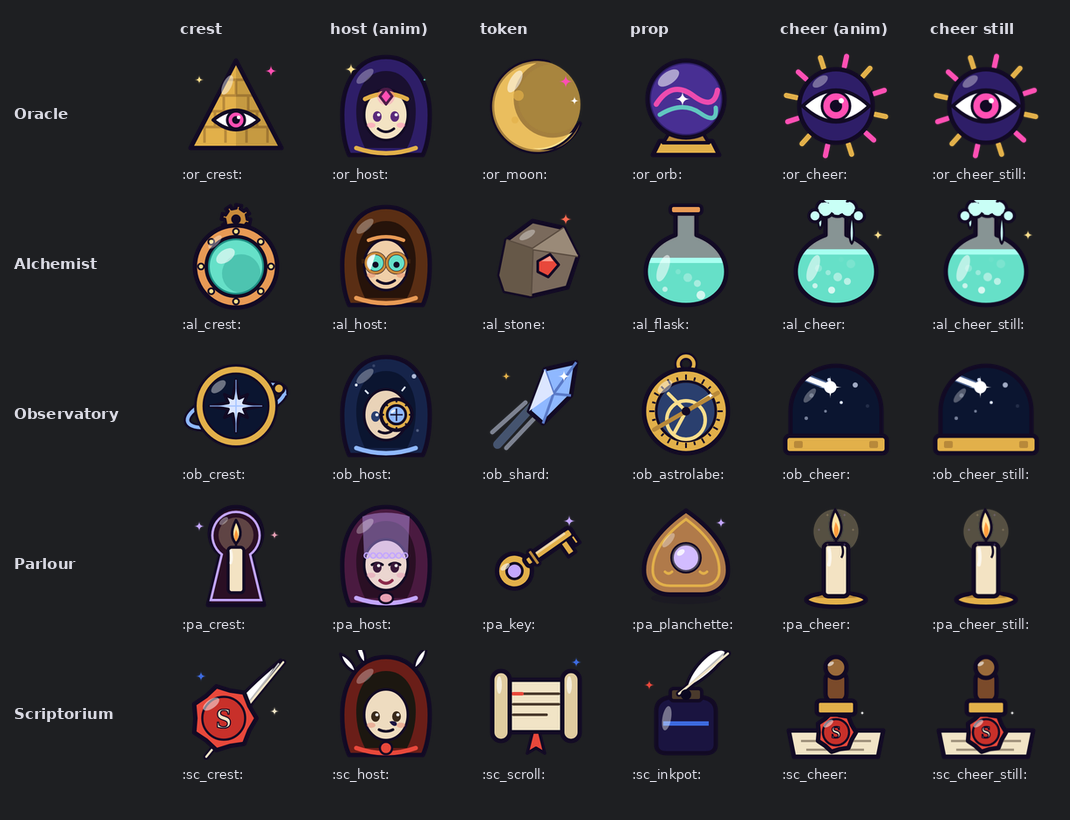 crest host (anim) token prop cheer (anim) cheer still
Oracle
:or_crest: :or_host: :or_moon: :or_orb: :or_cheer: :or_cheer_still:
Alchemist
:al_crest: :al_host: :al_stone: :al_flask: :al_cheer: :al_cheer_still:
Observatory
:ob_crest: :ob_host: :ob_shard: :ob_astrolabe: :ob_cheer: :ob_cheer_still:
Parlour
:pa_crest: :pa_host: :pa_key: :pa_planchette: :pa_cheer: :pa_cheer_still:
S S S
Scriptorium
:sc_crest: :sc_host: :sc_scroll: :sc_inkpot: :sc_cheer: :sc_cheer_still: